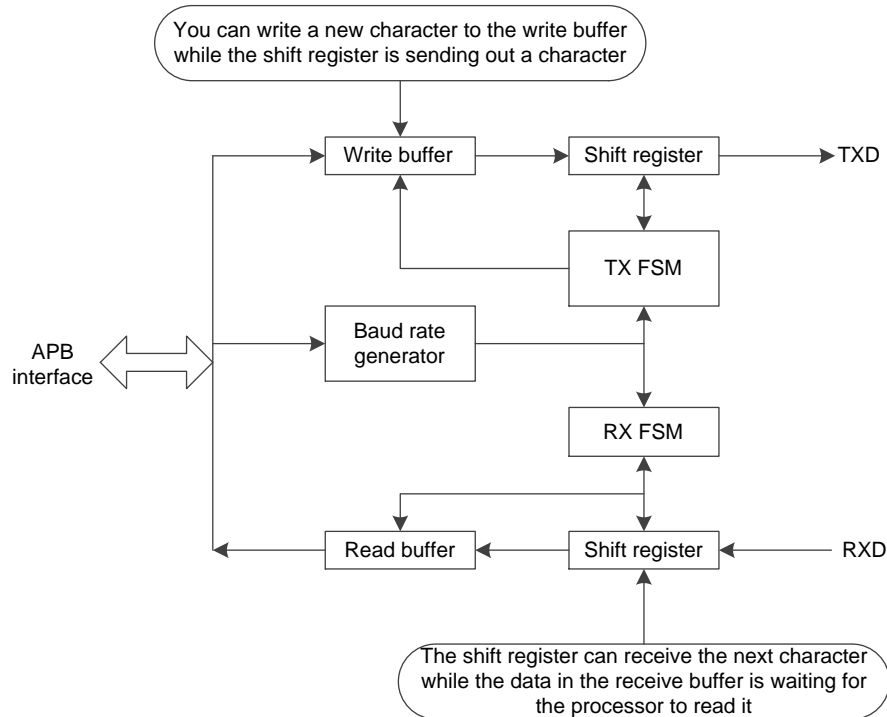 You can write a new character to the write buffer
while the shift register is sending out a character
Write buffer
Shift register
TXD
TX FSM
Baud rate
generator
APB
interface
RX FSM
Read buffer
Shift register
RXD
The shift register can receive the next character
while the data in the receive buffer is waiting for
the processor to read it